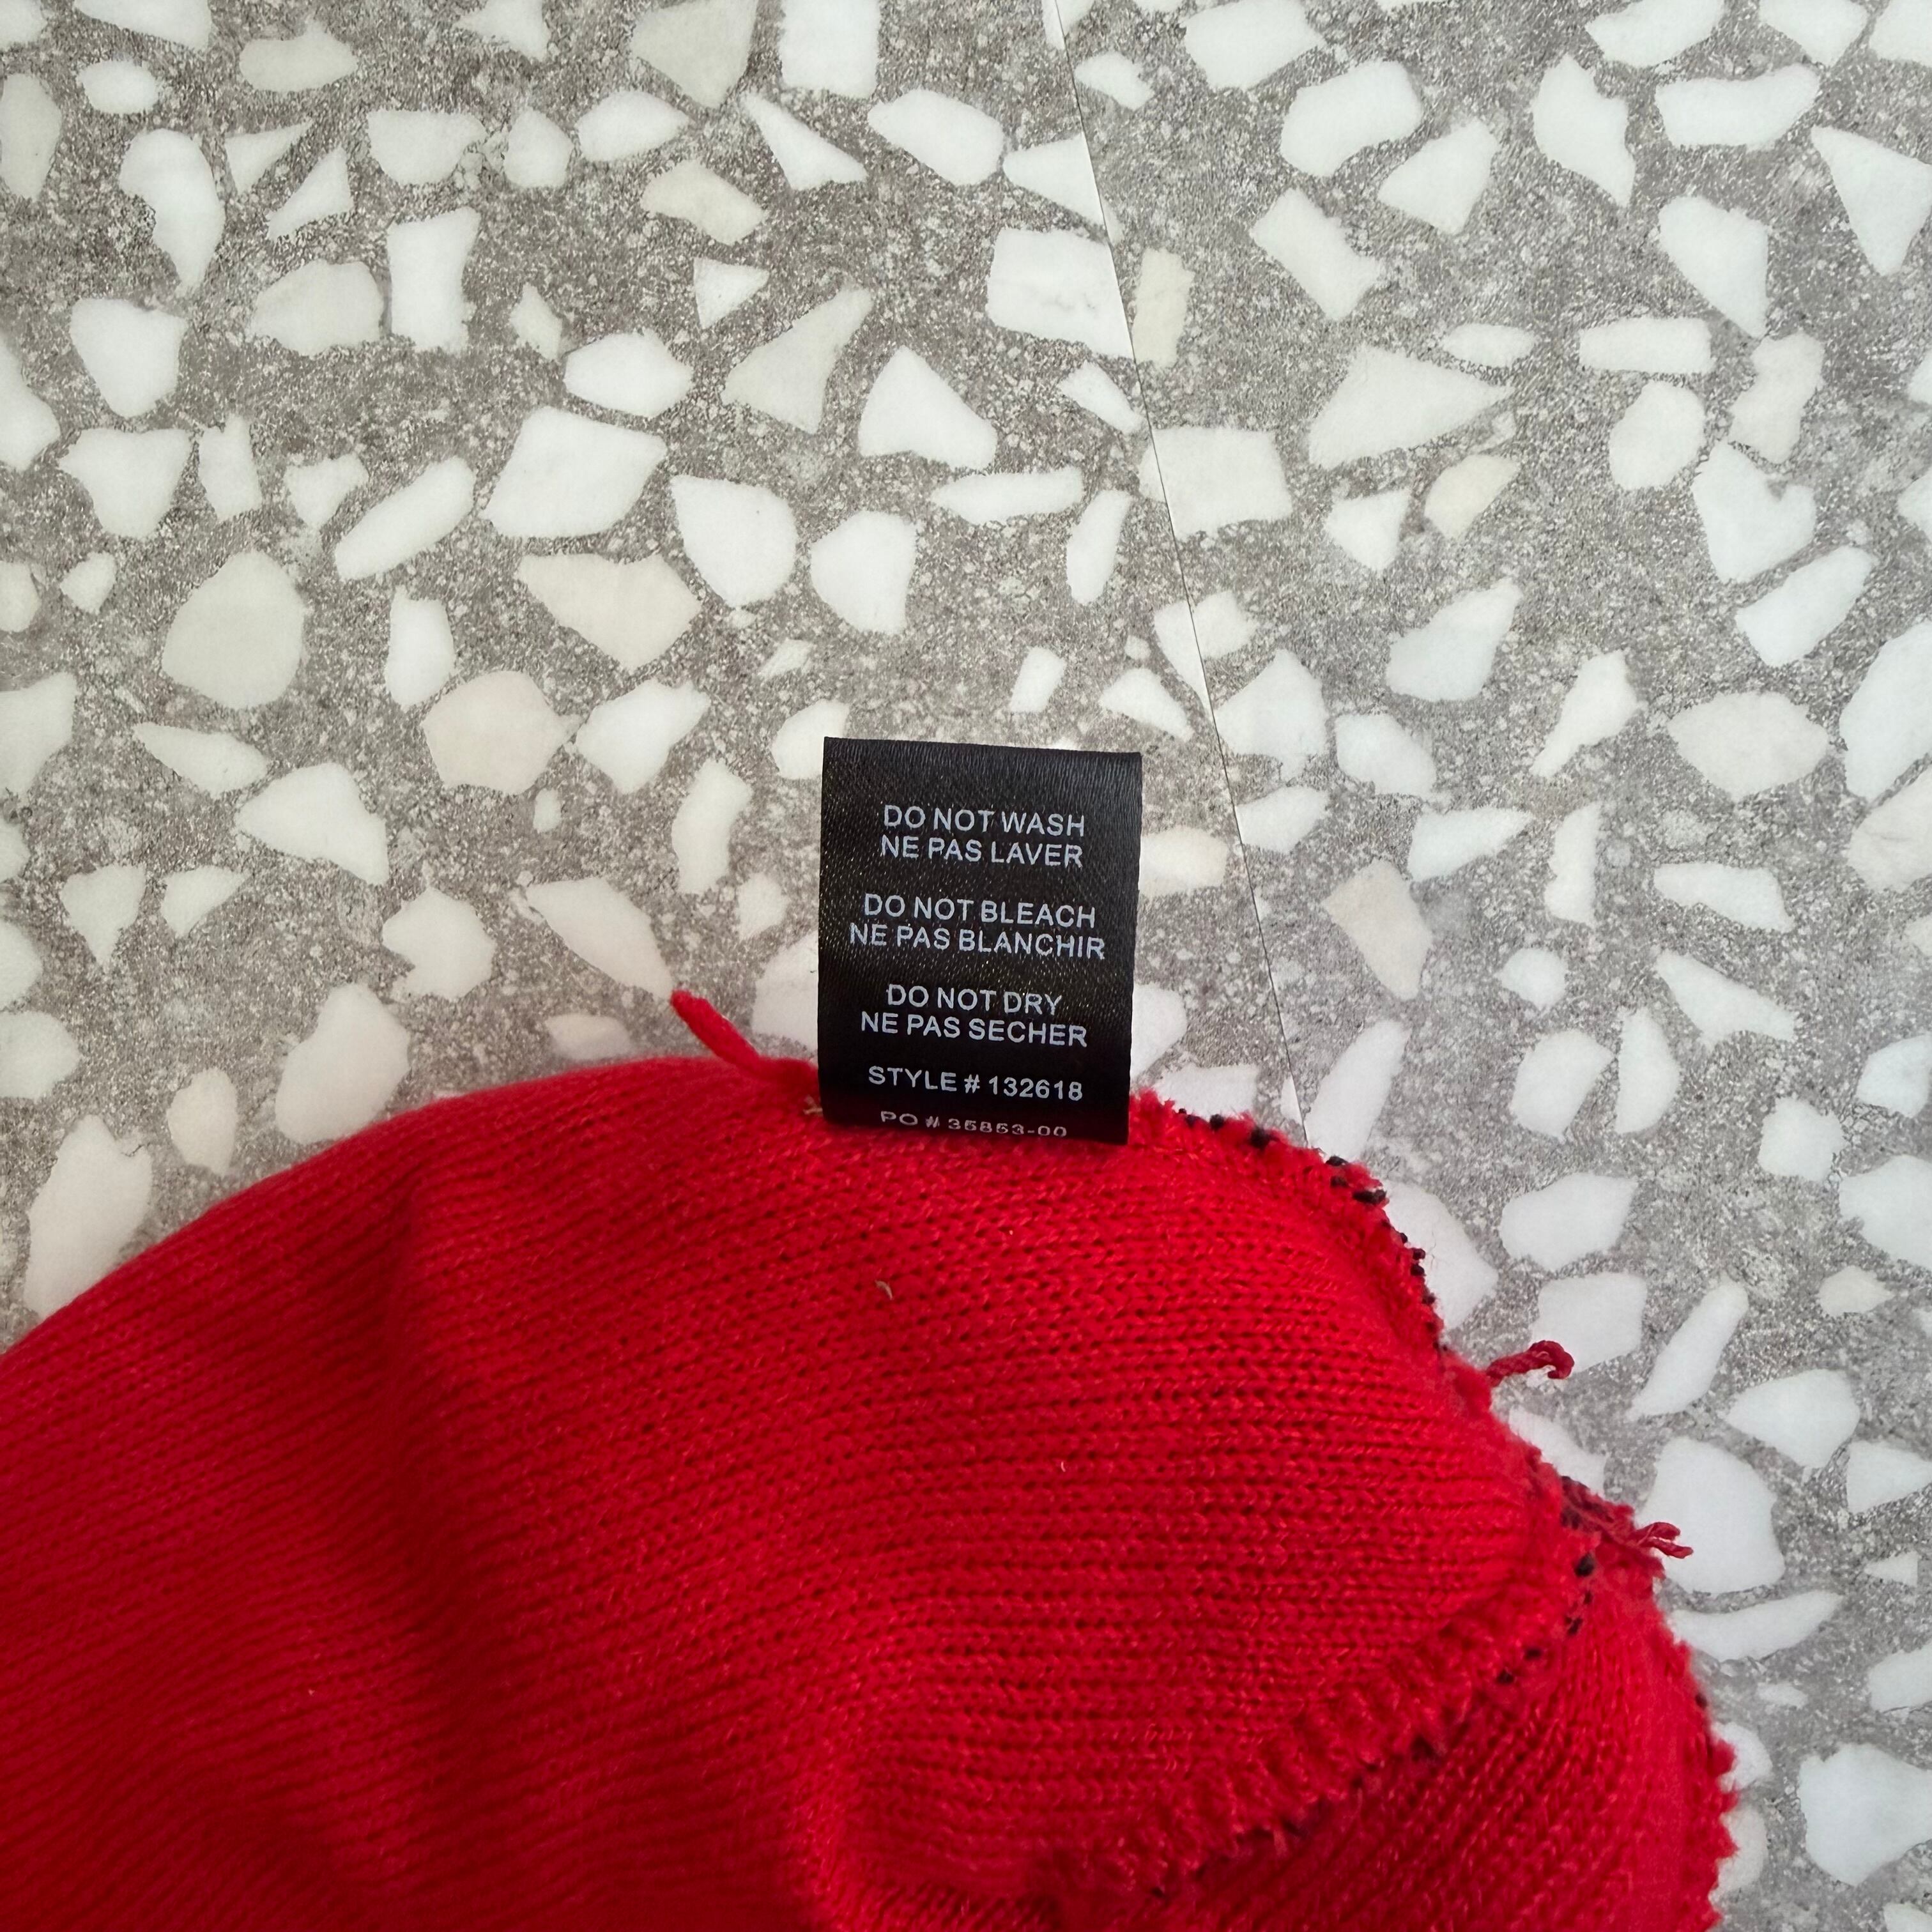 DO NOT WASH
NE PAS LAVER
DO NOT BLEACH
NE PAS BLANCHIR
DO NOT DRY
NE PAS SECHER
STYLE # 132618
PO # 35853-00